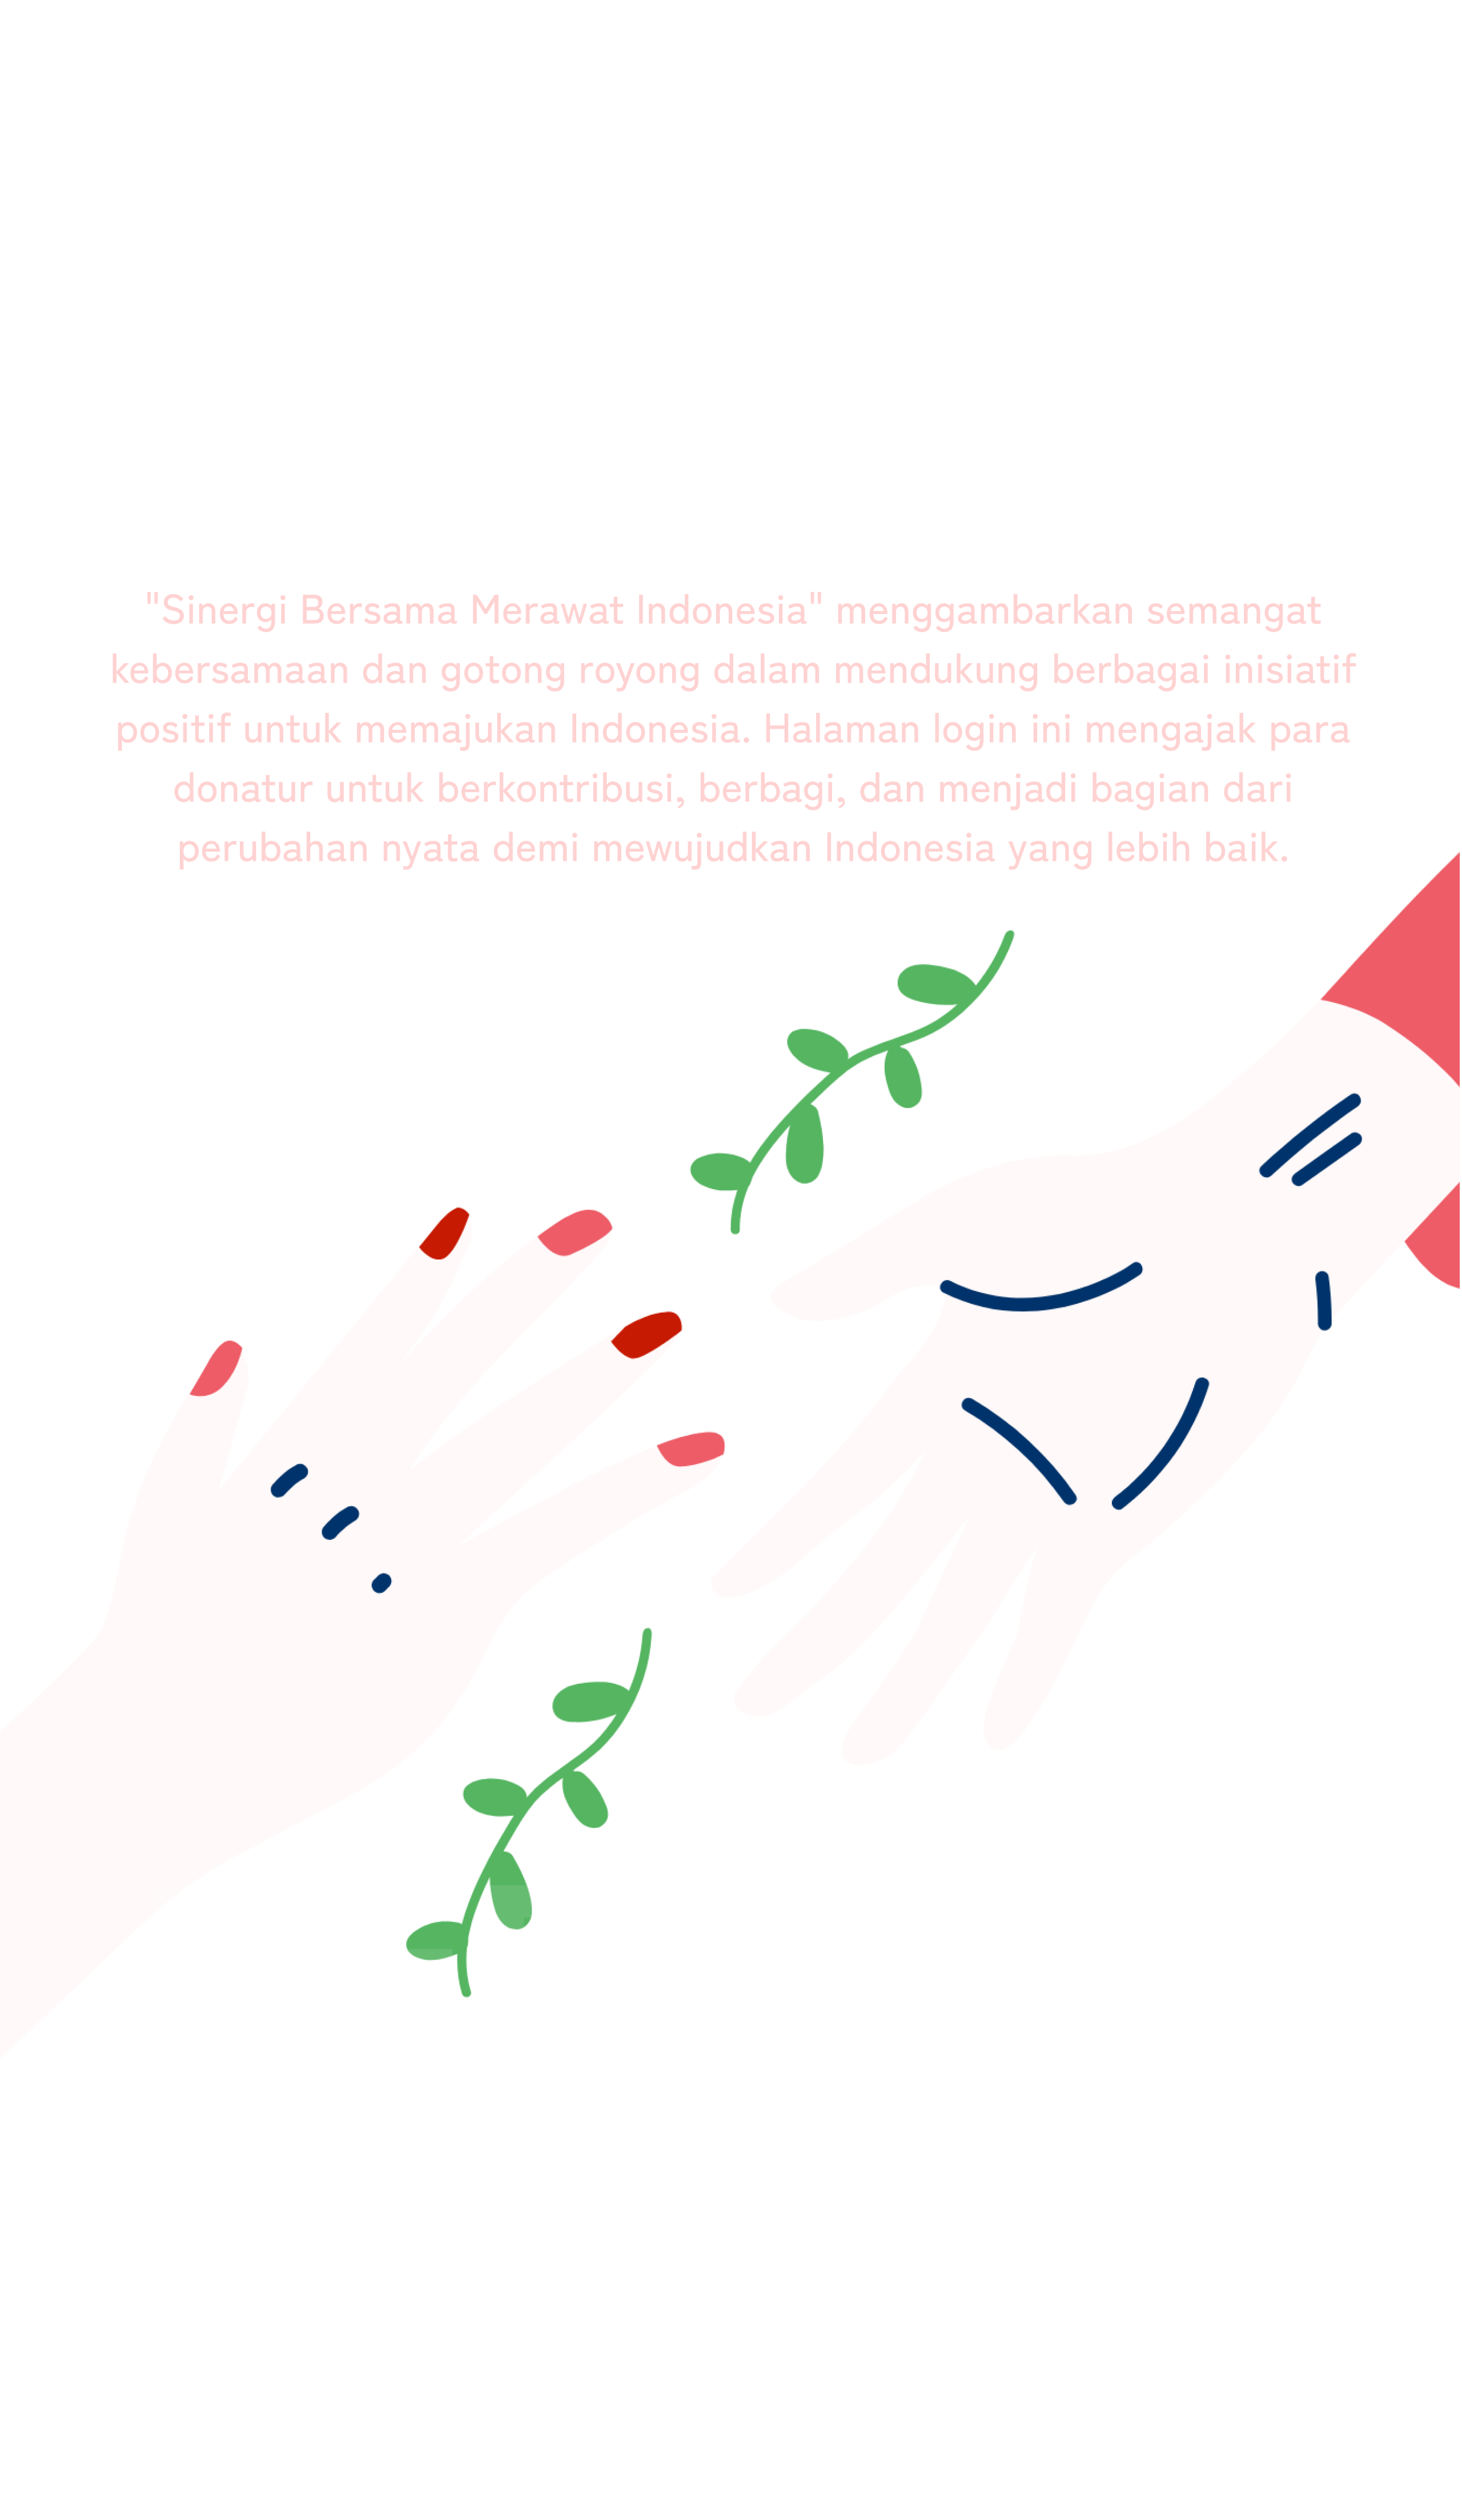 "Sinergi Bersama Merawat Indonesia" menggambarkan semangat
kebersamaan dan gotong royong dalam mendukung berbagai inisiatif
positif untuk memajukan Indonesia. Halaman login ini mengajak para
donatur untuk berkontribusi, berbagi, dan menjadi bagian dari
perubahan nyata demi mewujudkan Indonesia yang lebih baik.